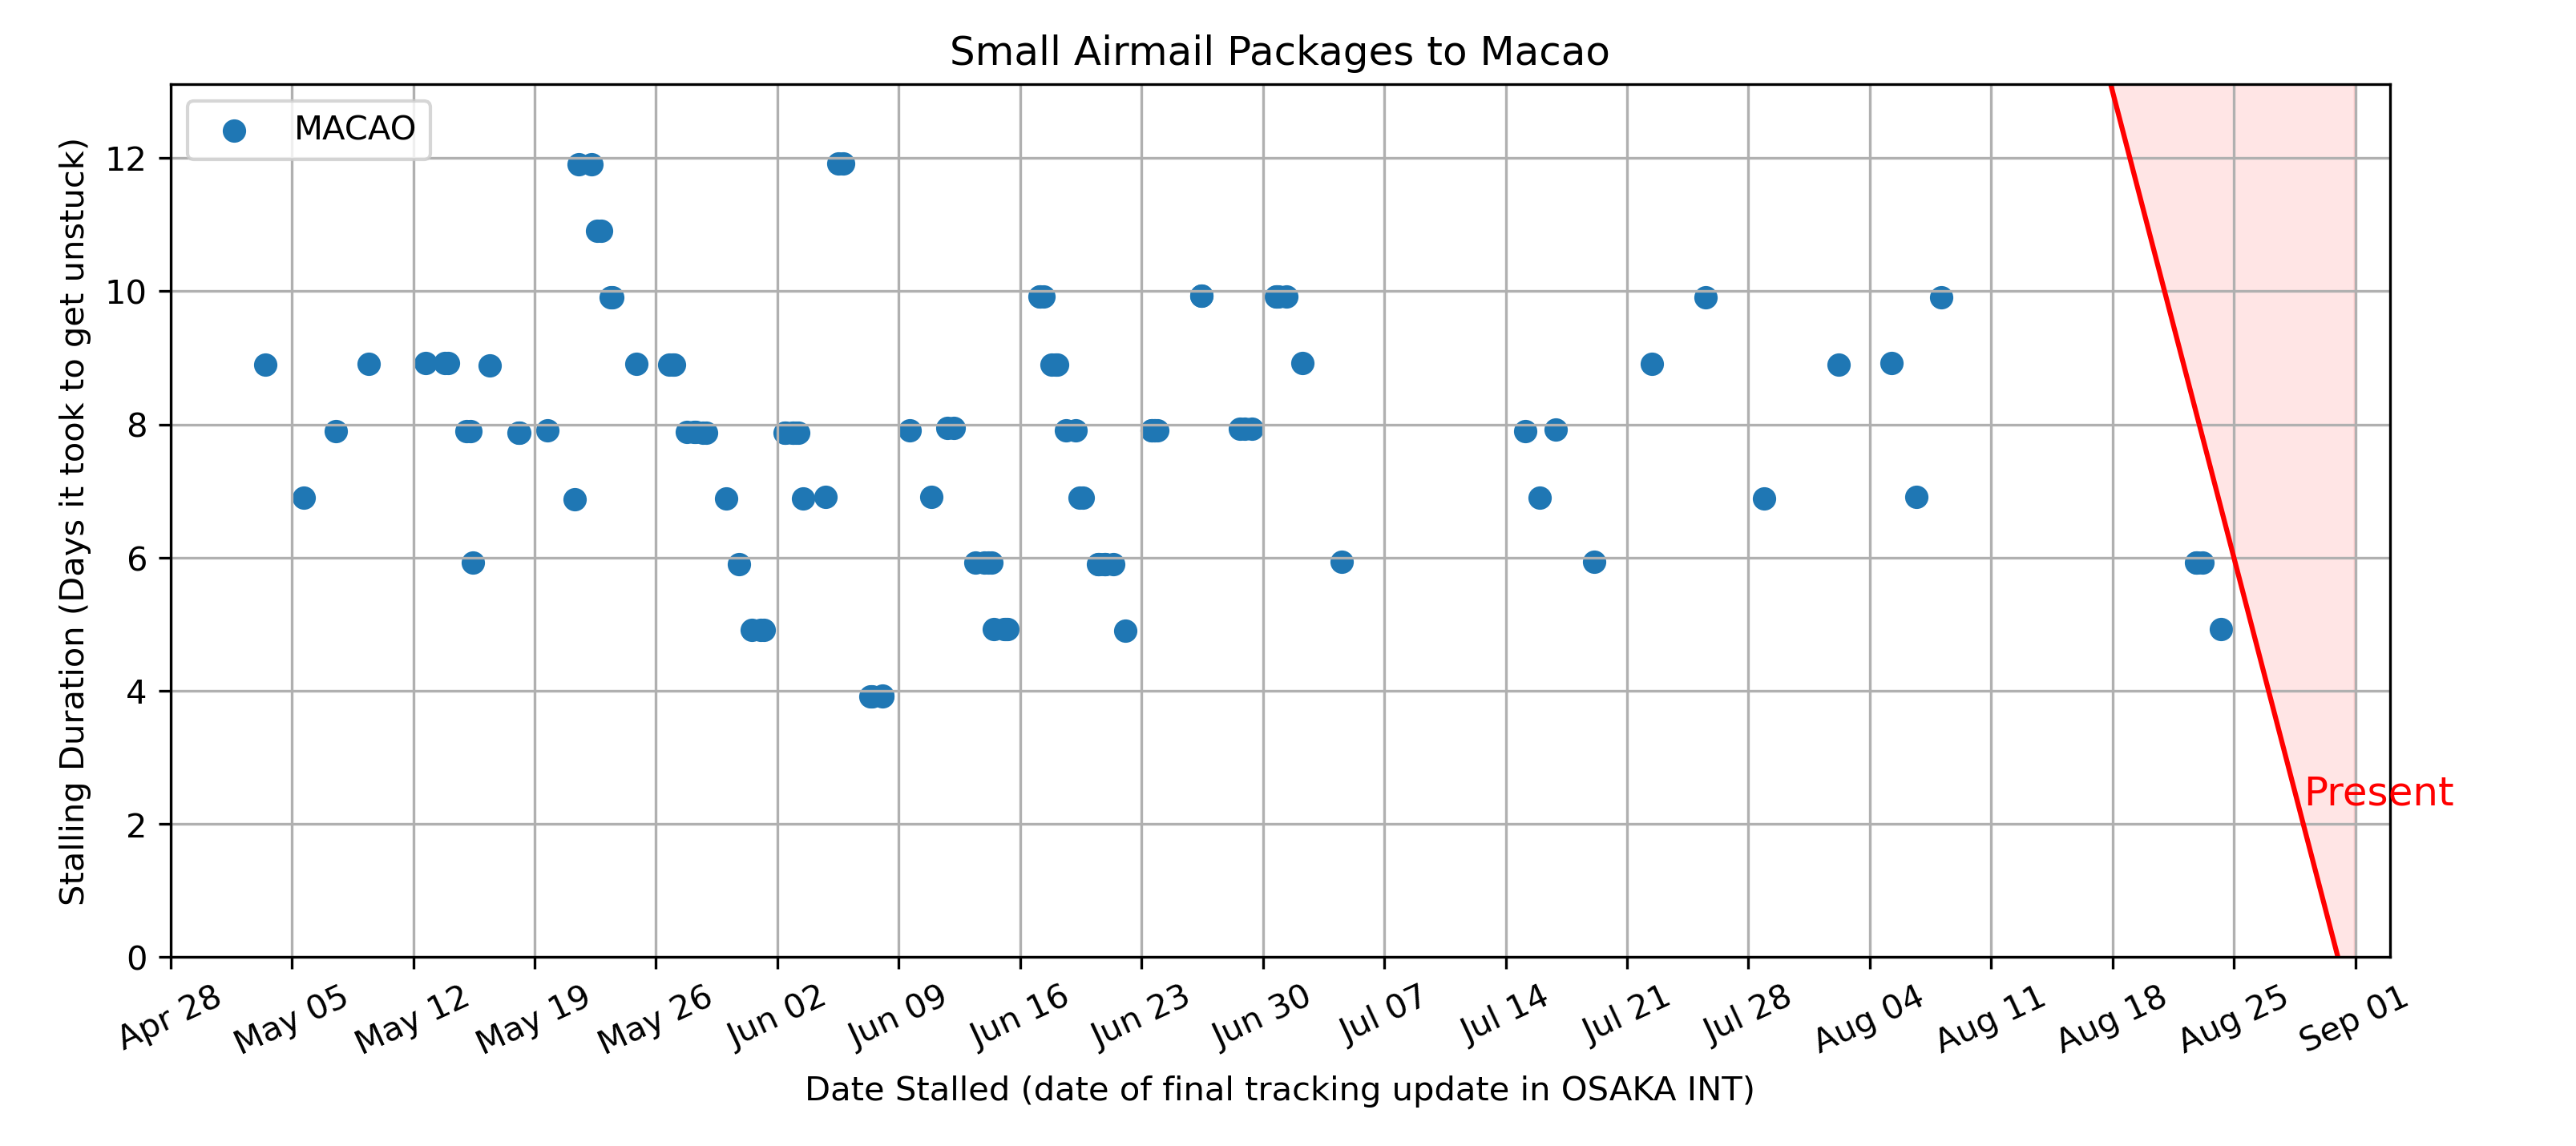 Small Airmail Packages to Macao
MACAO
Stalling Duration (Days it took to get unstuck)
12
10
8
6
4
2
0
Present
Apr 28
May 05
May 12
May 19
May 26
Jun 02
Jun 09
Jun 16
Jun 23
Jun 30
Jul 07
Jul 14
Jul 21
Jul 28
Aug 04
Aug 11
Aug 18
Aug 25
Sep 01
Date Stalled (date of final tracking update in OSAKA INT)